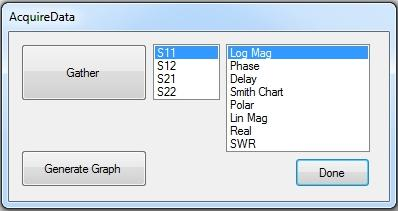 AcquireData
Gather
S11
S12
S21
S22
Log Mag
Phase
Delay
Smith Chart
Polar
Lin Mag
Real
SWR
Generate Graph
Done